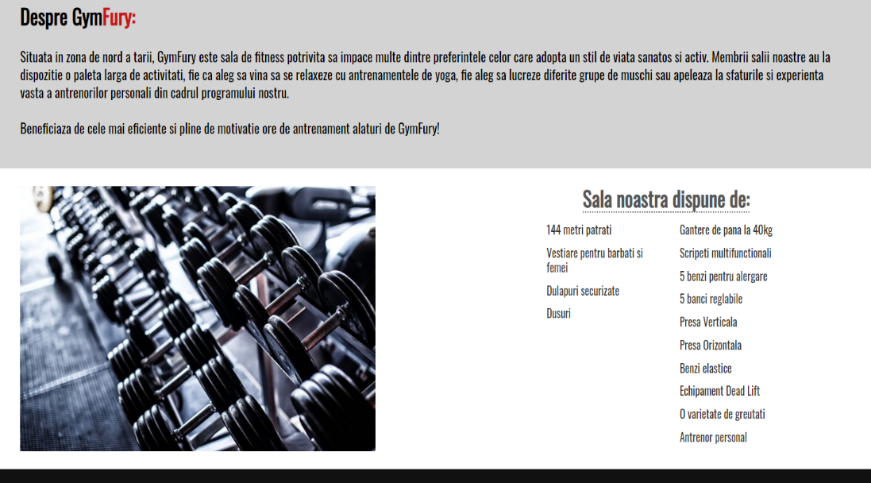 Despre GymFury:
Situata in zona de nord a tarii, GymFury este sala de fitness potrivita sa impace multe dintre preferintele celor care adopta un stil de viata sanatos si activ. Membrii salii noastre au la
dispozitie o paleta larga de activitati, fie ca aleg sa vina sa se relaxeze cu antrenamentele de yoga, fie aleg sa lucreze diferite grupe de muschi sau apeleaza la sfaturile si experienta
vasta a antrenorilor personali din cadrul programului nostru.
Beneficiaza de cele mai eficiente si pline de motivatie ore de antrenament alaturi de GymFury!
Sala noastra dispune de:
144 metri patrati
Vestiare pentru barbati si
femei
Dulapuri securizate
Dusuri
Gantere de pana la 40kg
Scripeti multifunctionali
5 benzi pentru alergare
5 banci reglabile
Presa Verticala
Presa Orizontala
Benzi elastice
Echipament Dead Lift
O varietate de greutati
Antrenor personal